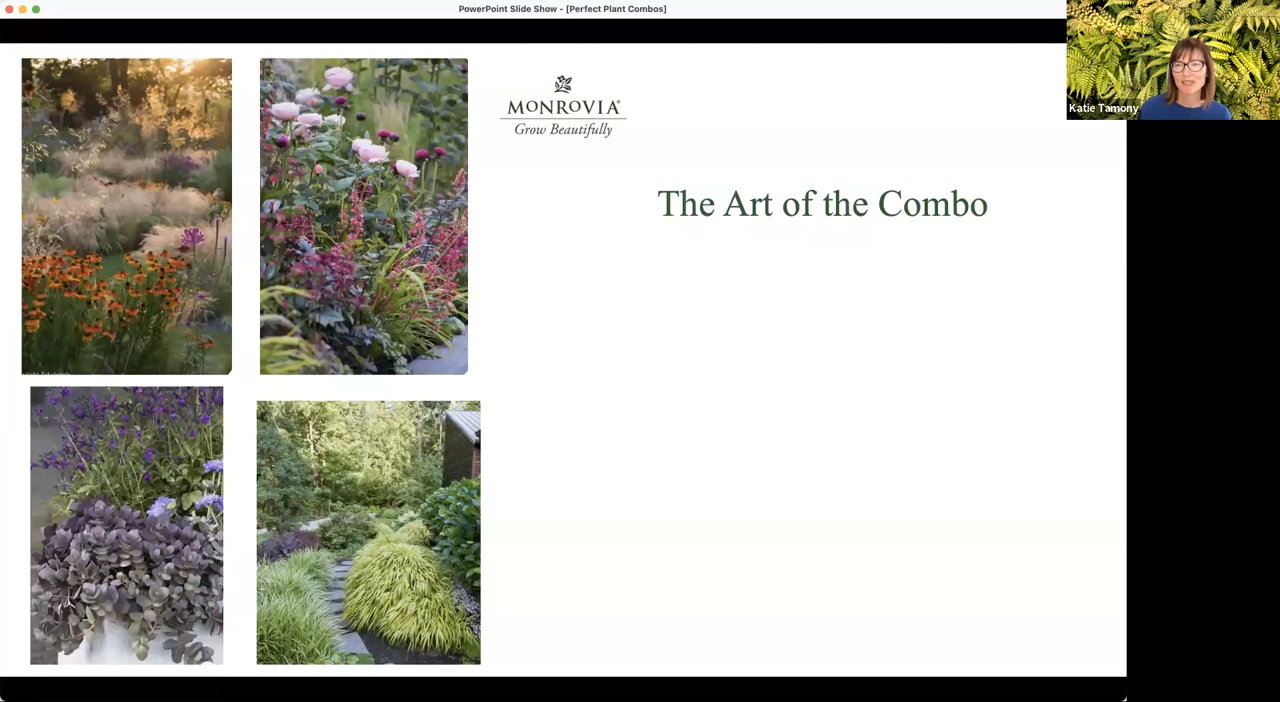 PowerPoint Slide Show - [Perfect Plant Combos]
Katie Tamony
MONROVIA®
Grow Beautifully
The Art of the Combo